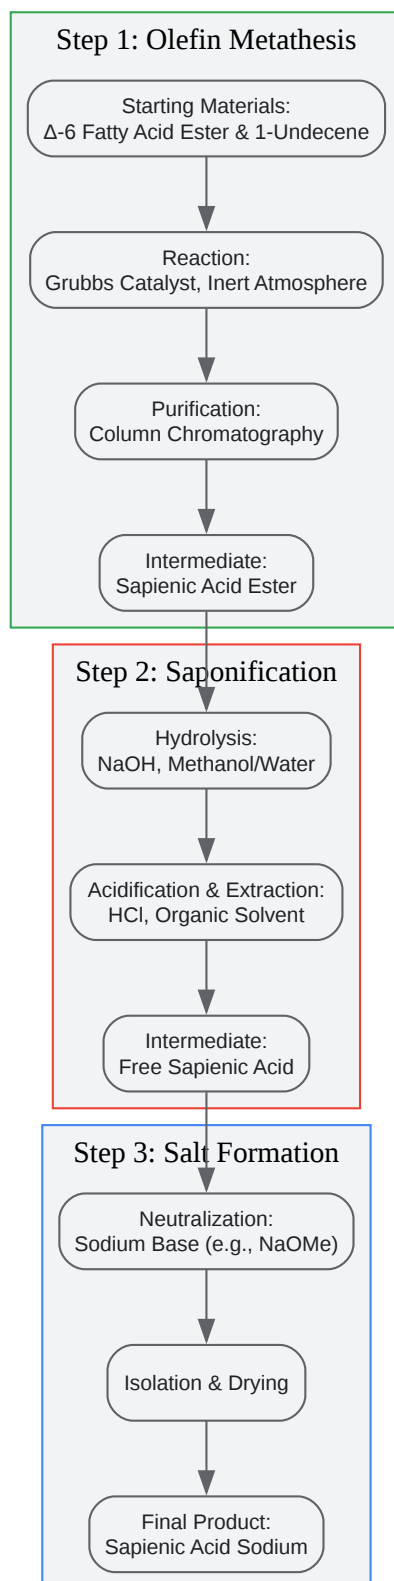 Step 1: Olefin Metathesis
Starting Materials:
Δ-6 Fatty Acid Ester & 1-Undecene
Reaction:
Grubbs Catalyst, Inert Atmosphere
Purification:
Column Chromatography
Intermediate:
Sapienic Acid Ester
Step 2: Saponification
Hydrolysis:
NaOH, Methanol/Water
Acidification & Extraction:
HCl, Organic Solvent
Intermediate:
Free Sapienic Acid
Step 3: Salt Formation
Neutralization:
Sodium Base (e.g., NaOMe)
Isolation & Drying
Final Product:
Sapienic Acid Sodium